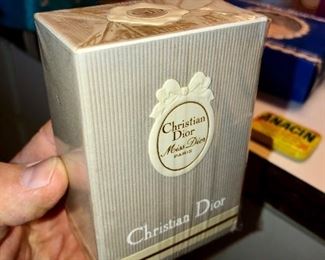 Christian
Dior
Miss Dior
PARIS
Christian Dior
ANACIN